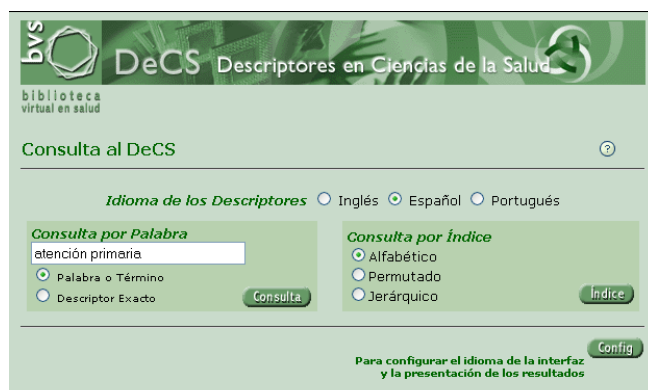 bvs
DeCS Descriptores en Ciencias de la Salud
biblioteca
virtual en salud
Consulta al DeCS
?
Idioma de los Descriptores Inglés Español Portugués
Consulta por Palabra
atención primaria
Palabra o Término
Descriptor Exacto
Consulta
Consulta por Índice
Alfabético
Permutado
Jerárquico
Índice
Config
Para configurar el idioma de la interfaz
y la presentación de los resultados